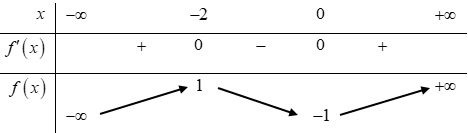 x −∞ −2 0 +∞
f′(x) + 0 − 0 +
1 +∞
f(x)
−∞ −1